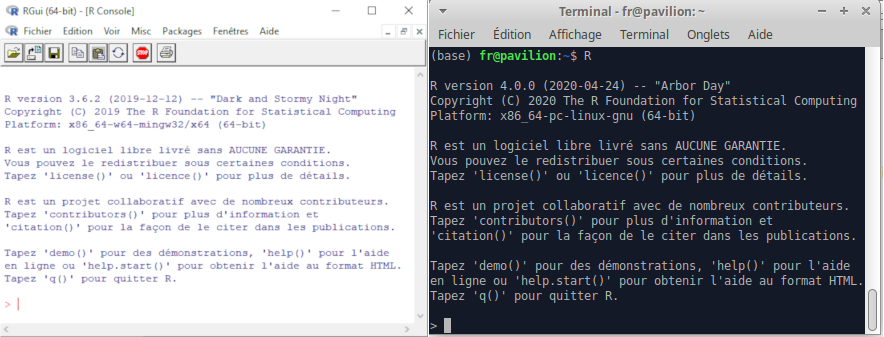 RGui (64-bit) - [R Console]
Fichier Edition Voir Misc Packages Fenêtres Aide
STOP
R version 3.6.2 (2019-12-12) -- "Dark and Stormy Night"
Copyright (C) 2019 The R Foundation for Statistical Computing
Platform: x86_64-w64-mingw32/x64 (64-bit)
R est un logiciel libre livré sans AUCUNE GARANTIE.
Vous pouvez le redistribuer sous certaines conditions.
Tapez 'license()' ou 'licence()' pour plus de détails.
R est un projet collaboratif avec de nombreux contributeurs.
Tapez 'contributors()' pour plus d'information et
'citation()' pour la façon de le citer dans les publications.
Tapez 'demo()' pour des démonstrations, 'help()' pour l'aide
en ligne ou 'help.start()' pour obtenir l'aide au format HTML.
Tapez 'q()' pour quitter R.
>
Terminal - fr@pavilion: ~
Fichier Édition Affichage Terminal Onglets Aide
(base) fr@pavilion:~$ R
R version 4.0.0 (2020-04-24) -- "Arbor Day"
Copyright (C) 2020 The R Foundation for Statistical Computing
Platform: x86_64-pc-linux-gnu (64-bit)
R est un logiciel libre livré sans AUCUNE GARANTIE.
Vous pouvez le redistribuer sous certaines conditions.
Tapez 'license()' ou 'licence()' pour plus de détails.
R est un projet collaboratif avec de nombreux contributeurs.
Tapez 'contributors()' pour plus d'information et
'citation()' pour la façon de le citer dans les publications.
Tapez 'demo()' pour des démonstrations, 'help()' pour l'aide
en ligne ou 'help.start()' pour obtenir l'aide au format HTML.
Tapez 'q()' pour quitter R.
>